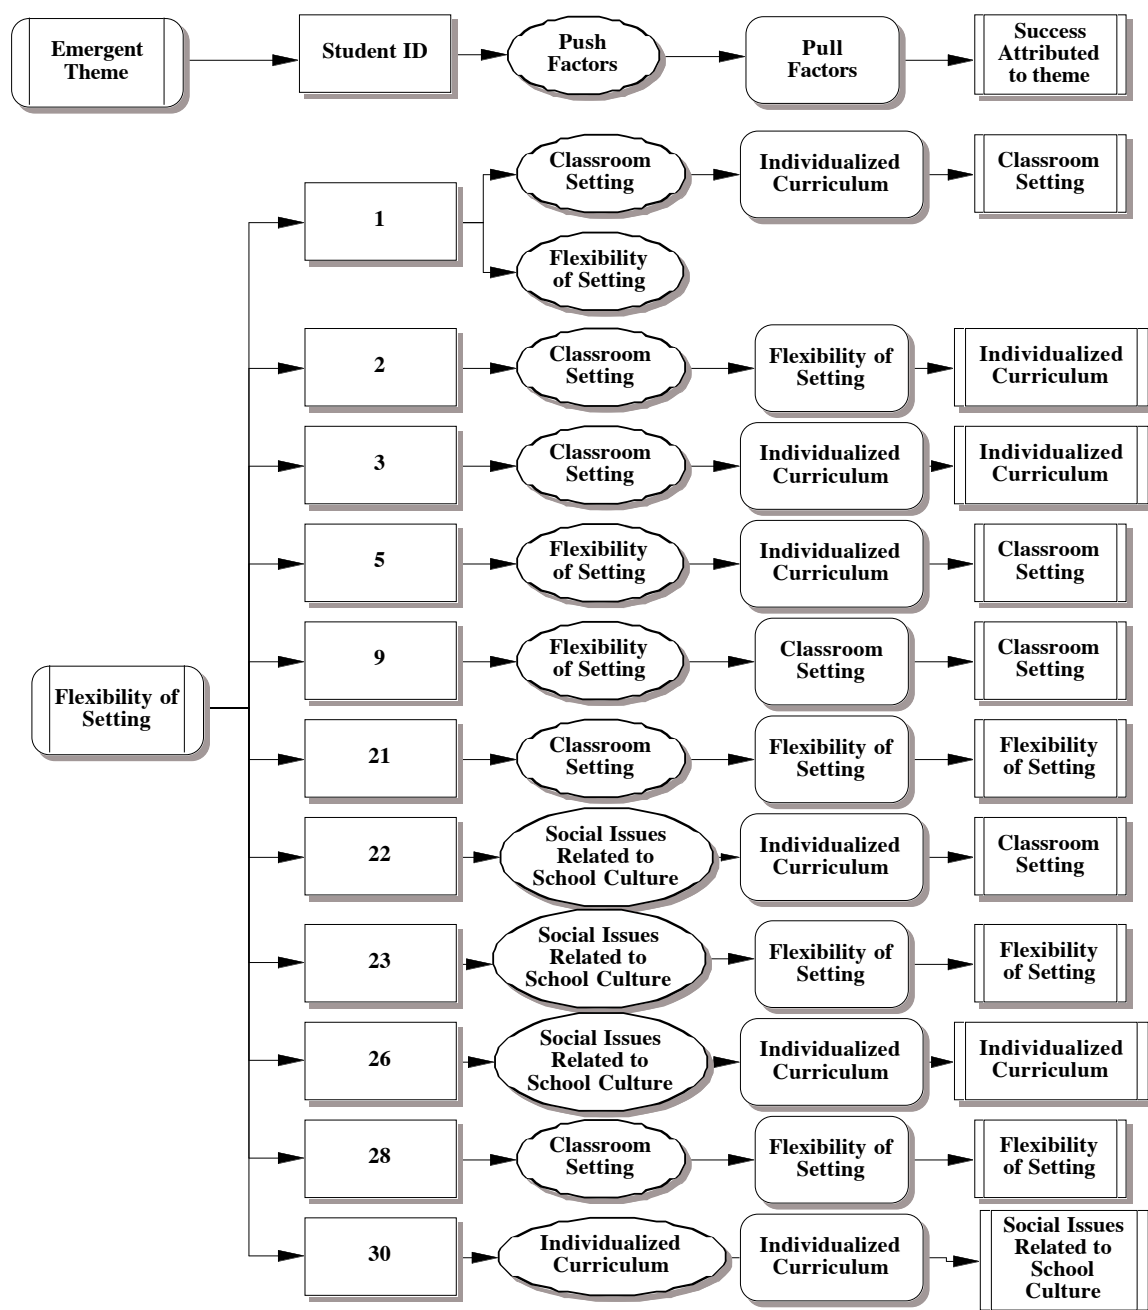 Emergent
Theme
Student ID
Push
Factors
Pull
Factors
Success
Attributed
to theme
Flexibility of
Setting
1
Classroom
Setting
Individualized
Curriculum
Classroom
Setting
Flexibility
of Setting
2
Classroom
Setting
Flexibility of
Setting
Individualized
Curriculum
3
Classroom
Setting
Individualized
Curriculum
Individualized
Curriculum
5
Flexibility
of Setting
Individualized
Curriculum
Classroom
Setting
9
Flexibility
of Setting
Classroom
Setting
Classroom
Setting
21
Classroom
Setting
Flexibility of
Setting
Flexibility
of Setting
22
Social Issues
Related to
School Culture
Individualized
Curriculum
Classroom
Setting
23
Social Issues
Related to
School Culture
Flexibility of
Setting
Flexibility
of Setting
26
Social Issues
Related to
School Culture
Individualized
Curriculum
Individualized
Curriculum
28
Classroom
Setting
Flexibility of
Setting
Flexibility
of Setting
30
Individualized
Curriculum
Individualized
Curriculum
Social Issues
Related to
School
Culture